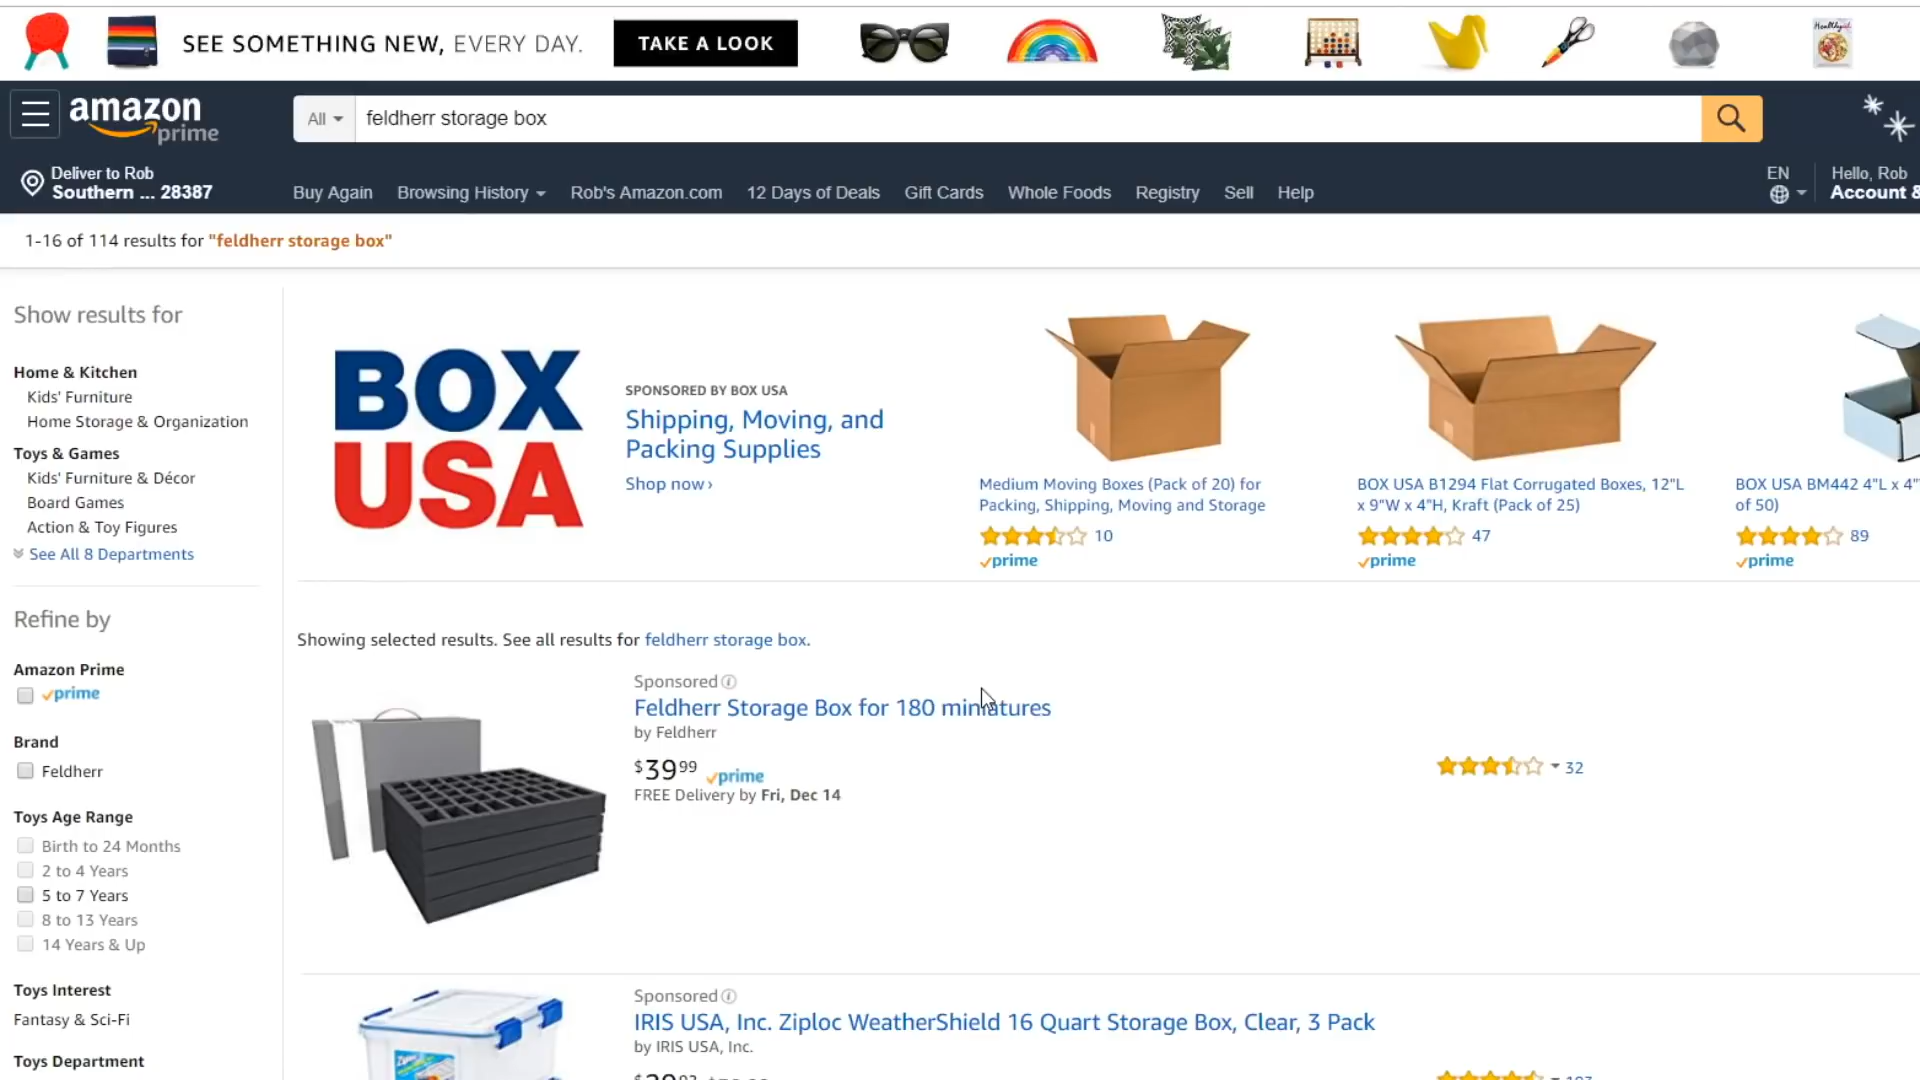 SEE SOMETHING NEW, EVERY DAY. TAKE A LOOK
Healthyish
amazon prime
All feldherr storage box
Deliver to Rob
Southern ... 28387
Buy Again Browsing History Rob's Amazon.com 12 Days of Deals Gift Cards Whole Foods Registry Sell Help
EN
Hello, Rob
Account &
1-16 of 114 results for "feldherr storage box"
Show results for
Home & Kitchen
Kids' Furniture
Home Storage & Organization
Toys & Games
Kids' Furniture & Décor
Board Games
Action & Toy Figures
See All 8 Departments
Refine by
Amazon Prime
prime
Brand
Feldherr
Toys Age Range
Birth to 24 Months
2 to 4 Years
5 to 7 Years
8 to 13 Years
14 Years & Up
Toys Interest
Fantasy & Sci-Fi
Toys Department
BOX
USA
SPONSORED BY BOX USA
Shipping, Moving, and
Packing Supplies
Shop now ›
Medium Moving Boxes (Pack of 20) for
Packing, Shipping, Moving and Storage
10
prime
BOX USA B1294 Flat Corrugated Boxes, 12"L
x 9"W x 4"H, Kraft (Pack of 25)
47
prime
BOX USA BM442 4"L x 4"
of 50)
89
prime
Showing selected results. See all results for feldherr storage box.
Sponsored
Feldherr Storage Box for 180 miniatures
by Feldherr
$39 99 prime
FREE Delivery by Fri, Dec 14
32
Sponsored
IRIS USA, Inc. Ziploc WeatherShield 16 Quart Storage Box, Clear, 3 Pack
by IRIS USA, Inc.